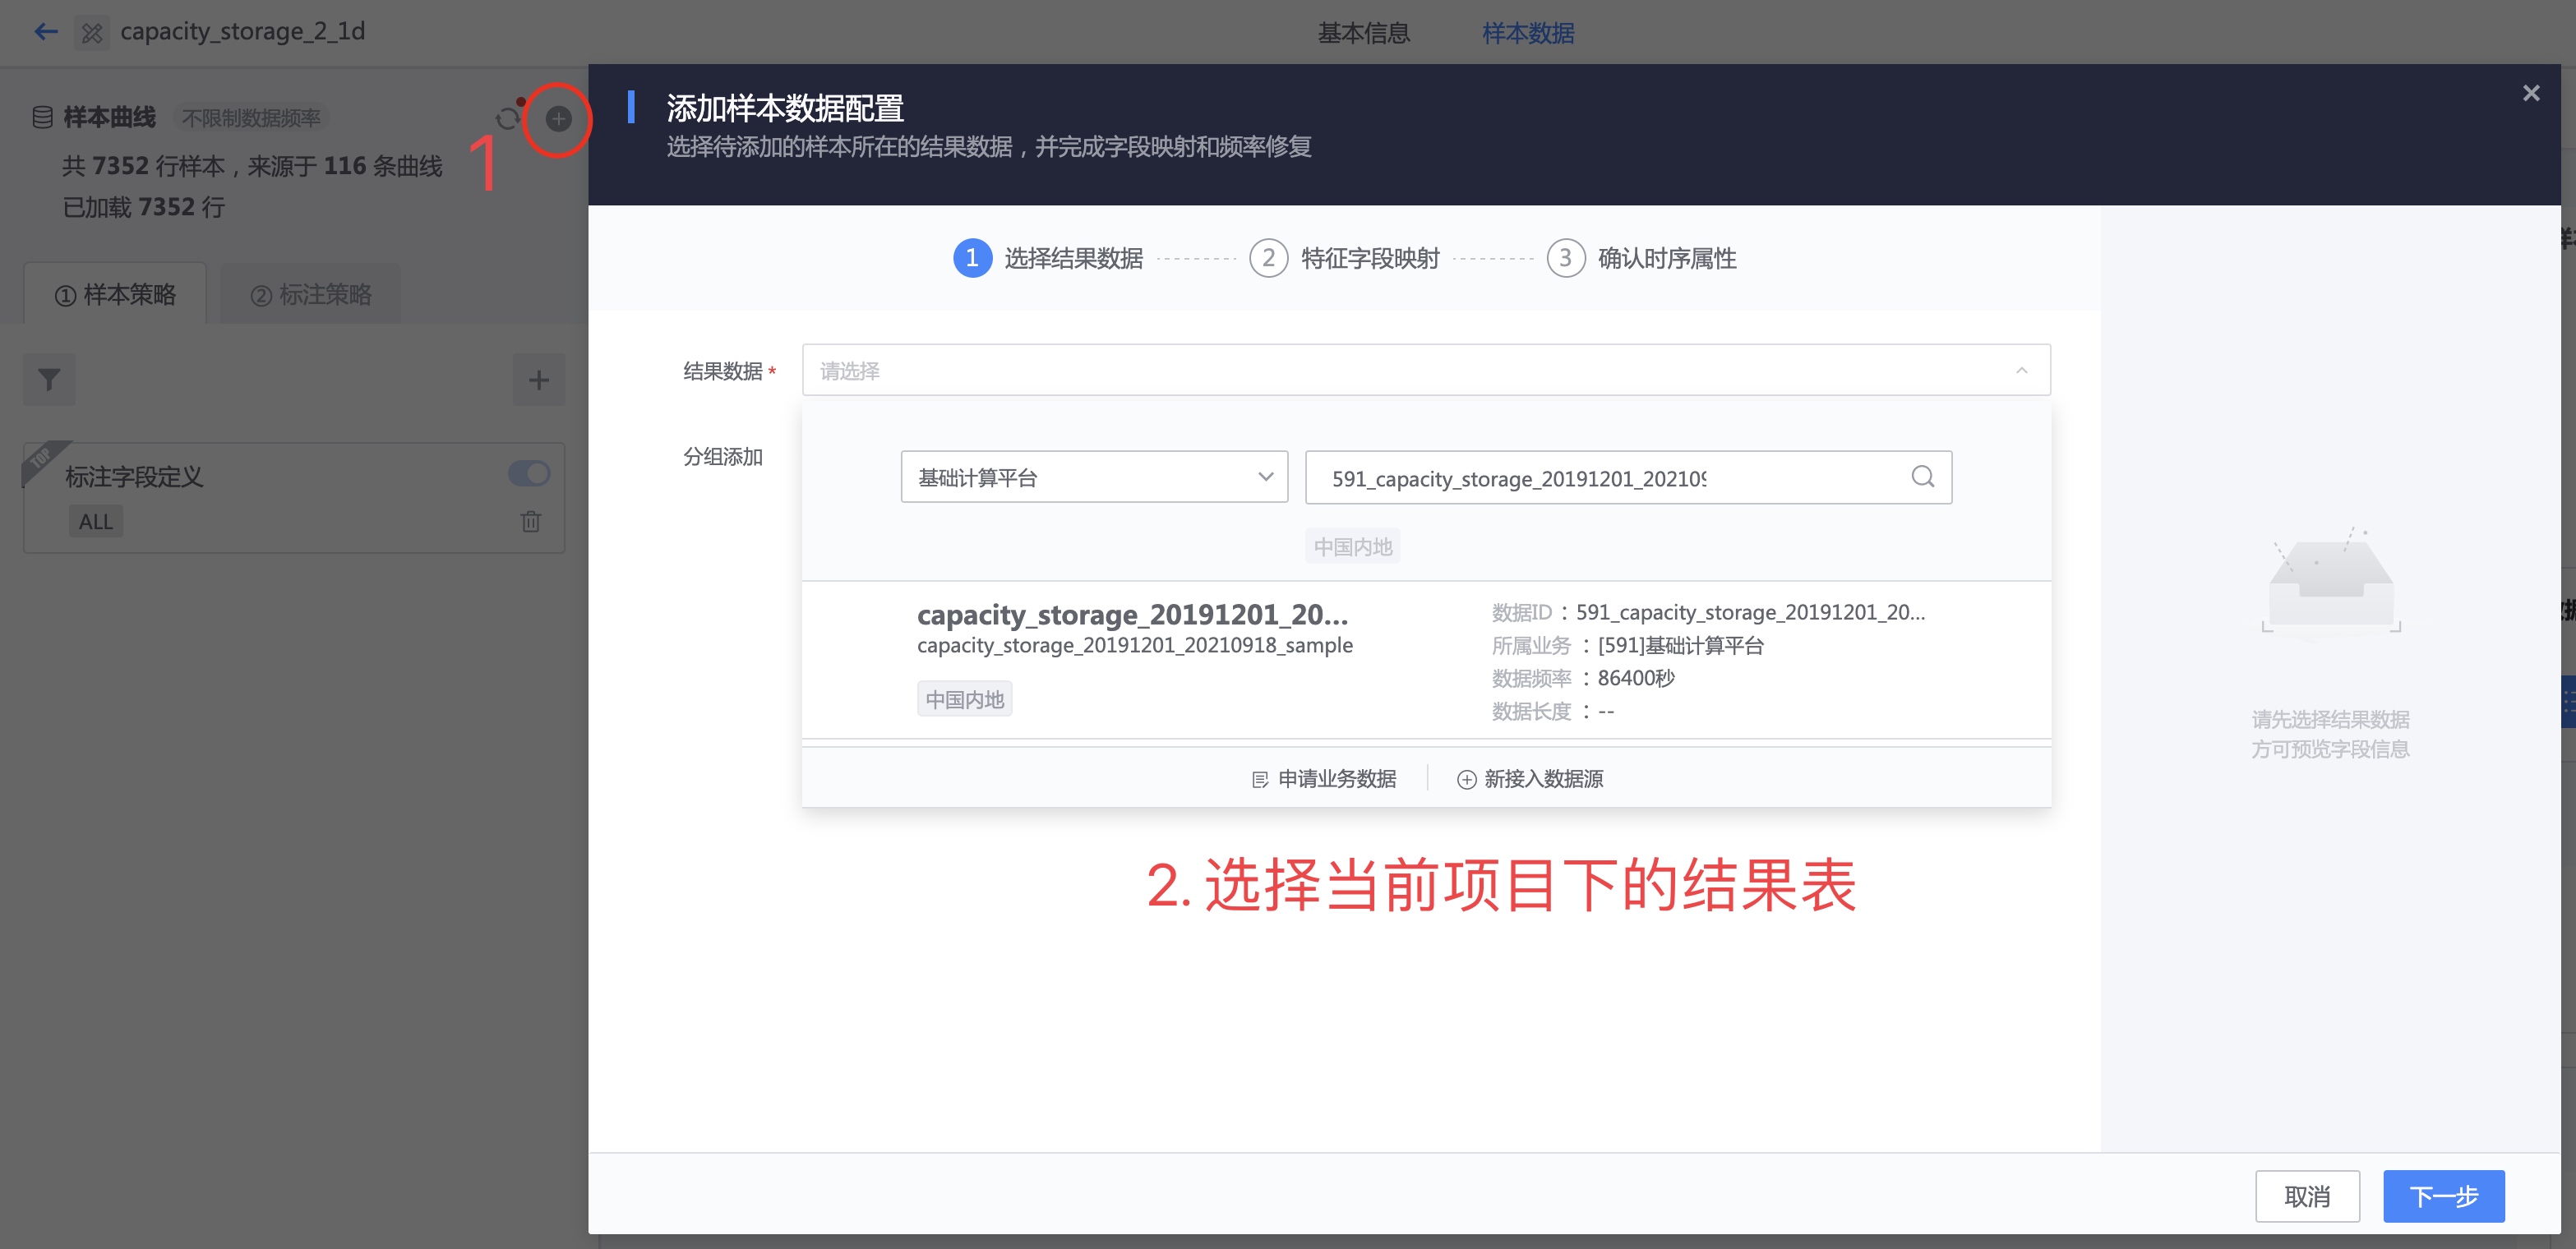 capacity_storage_2_1d
基本信息
样本数据
样本曲线
不限制数据频率
共 7352 行样本，来源于 116 条曲线
已加载 7352 行
1
① 样本策略
② 标注策略
TOP
标注字段定义
ALL
添加样本数据配置
选择待添加的样本所在的结果数据，并完成字段映射和频率修复
1 选择结果数据
2 特征字段映射
3 确认时序属性
结果数据 *
请选择
分组添加
基础计算平台
591_capacity_storage_20191201_202109
中国内地
capacity_storage_20191201_20...
capacity_storage_20191201_20210918_sample
中国内地
数据ID ：591_capacity_storage_20191201_20...
所属业务 ：[591]基础计算平台
数据频率 ：86400秒
数据长度 ：--
申请业务数据
新接入数据源
2. 选择当前项目下的结果表
请先选择结果数据
方可预览字段信息
取消
下一步